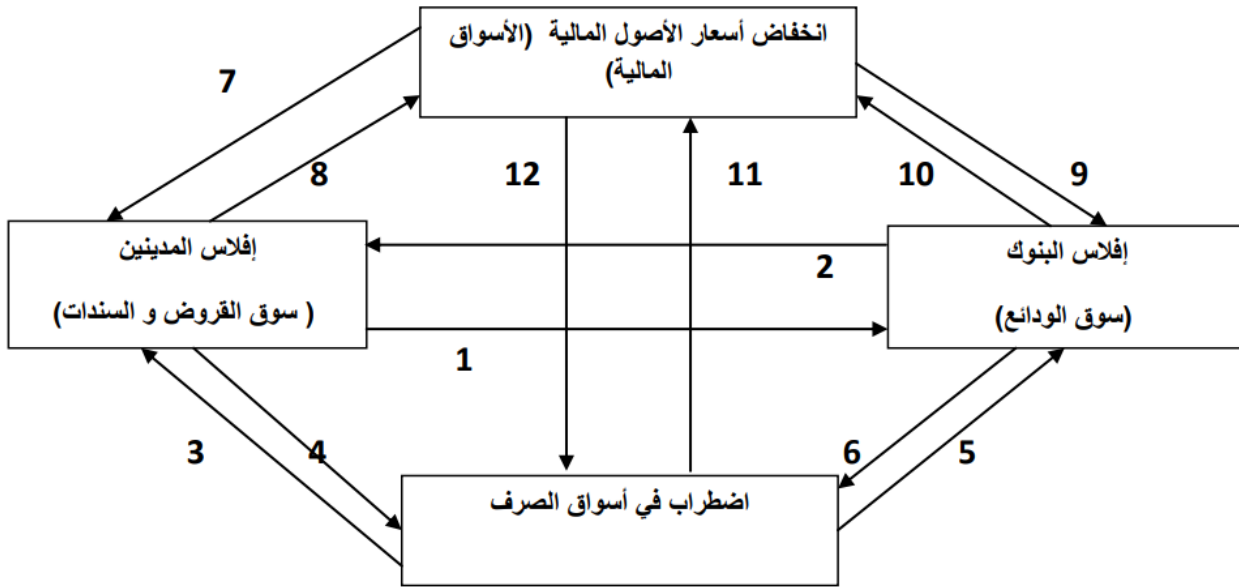 انخفاض أسعار الأصول المالية (الأسواق
المالية)
7
8
12
11
10
9
إفلاس المدينين
( سوق القروض و السندات)
إفلاس البنوك
(سوق الودائع)
2
1
3
4
6
5
اضطراب في أسواق الصرف